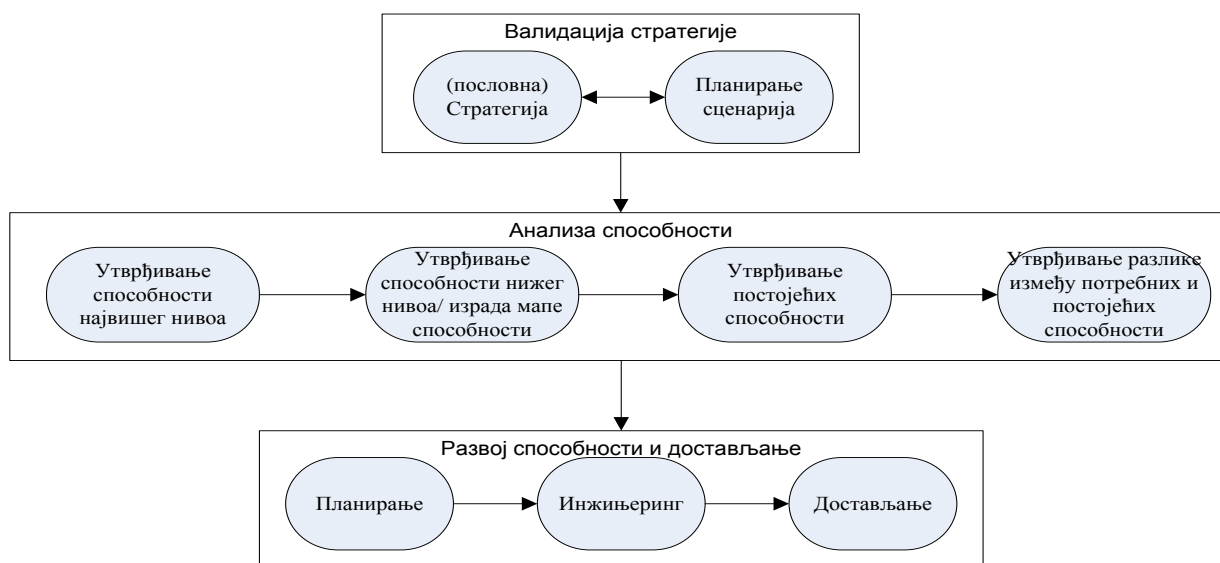 Валидација стратегије
(пословна)
Стратегија
Планирање
сценарија
Анализа способности
Утврђивање
способности
највишег нивоа
Утврђивање
способности нижег
нивоа/ израда мапе
способности
Утврђивање
постојећих
способности
Утврђивање разлике
између потребних и
постојећих
способности
Развој способности и достављање
Планирање
Инжињеринг
Достављање